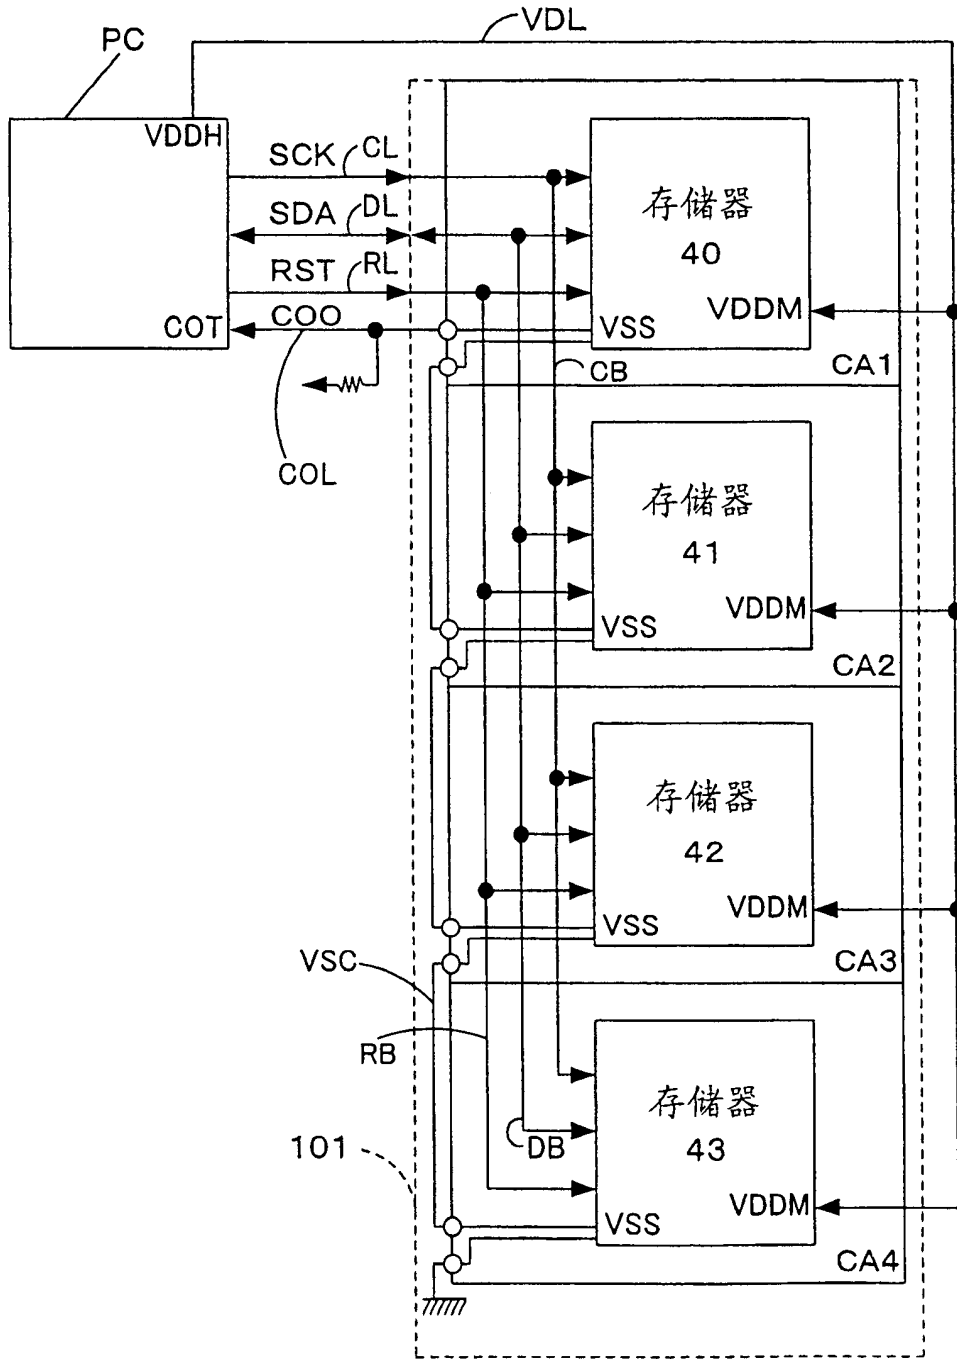 VDL
PC
VDDH
SCK
CL
SDA
DL
RST
RL
COO
COT
COL
存储器
40
VDDM
VSS
CA1
CB
存储器
41
VDDM
VSS
CA2
存储器
42
VDDM
VSS
CA3
VSC
RB
存储器
43
DB
101
VDDM
VSS
CA4